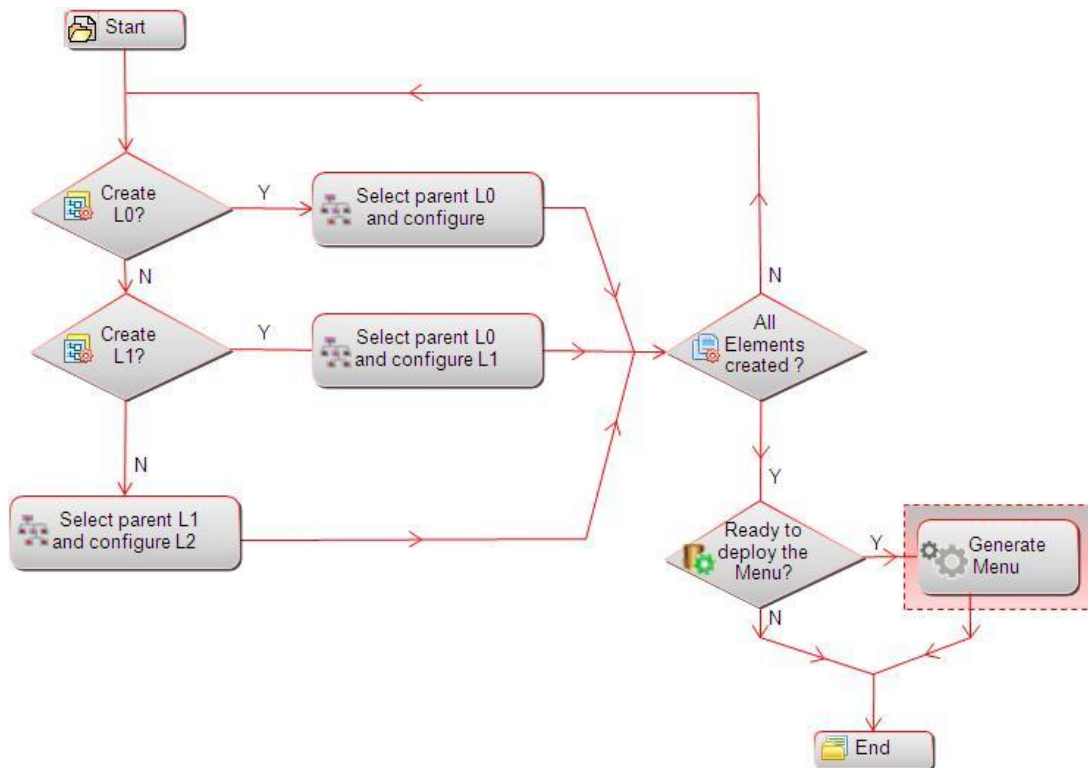 Start
Create
L0?
Y
Select parent L0
and configure
N
N
Create
L1?
Y
Select parent L0
and configure L1
All
Elements
created ?
N
Y
Select parent L1
and configure L2
Ready to
deploy the
Menu?
Y
Generate
Menu
N
End